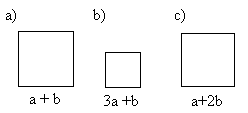 a) b) c)
a + b 3a +b a+2b